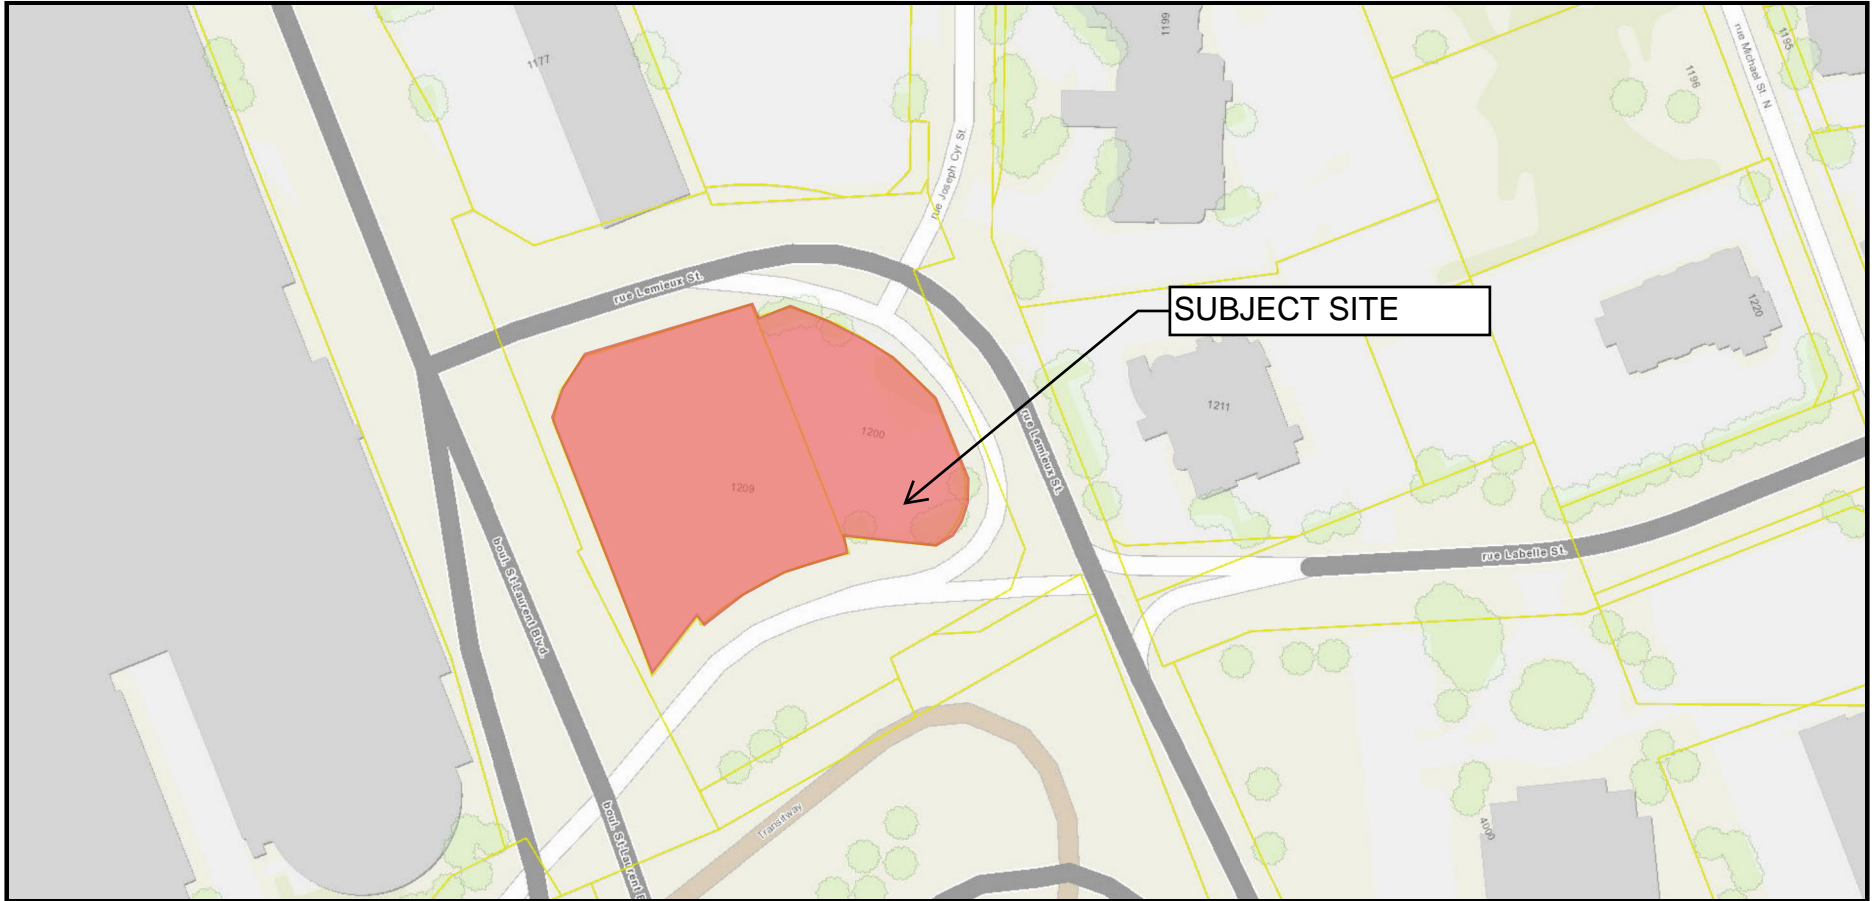 1177
1199
rue Michael St. N
1195
1196
rue Joseph Cyr St.
rue Lemieux St.
SUBJECT SITE
1220
1211
1200
rue Lemieux St.
1209
boul. St-Laurent Blvd.
rue Labelle St.
Transitway
boul. St-Laurent B
4000